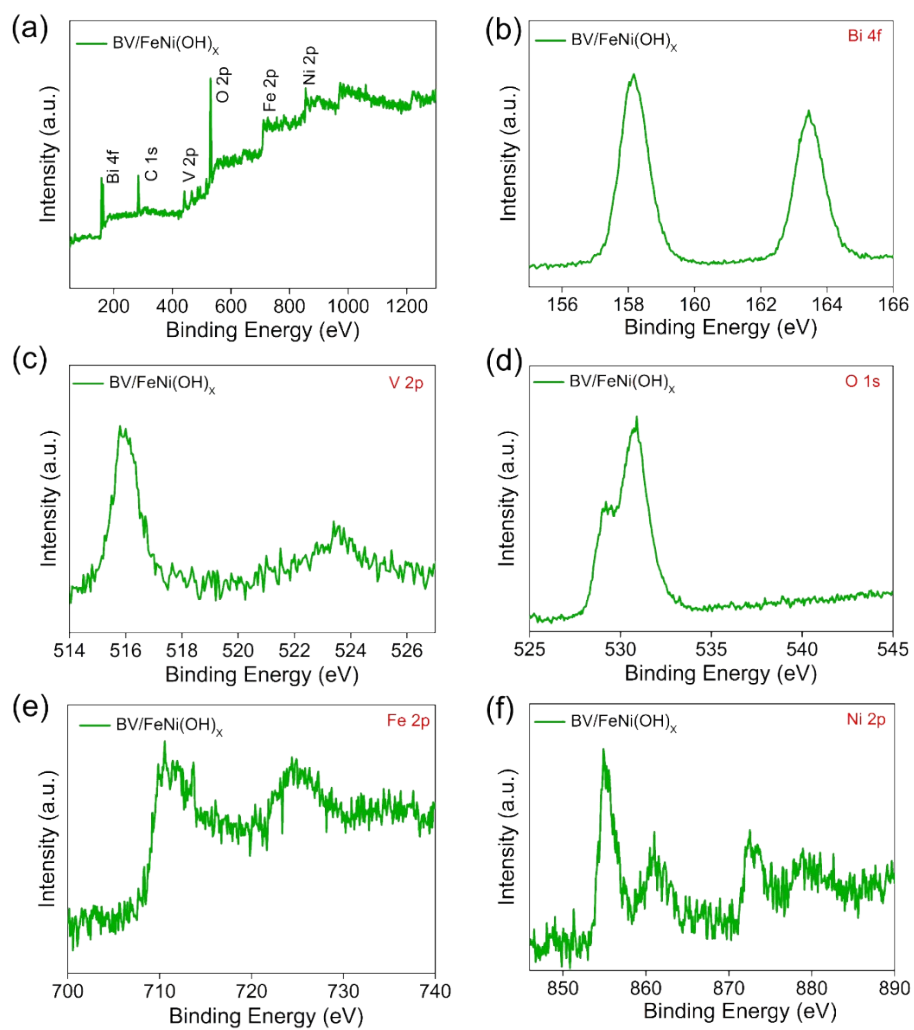 (a)
BV/FeNi(OH)ₓ
Bi 4f
C 1s
V 2p
O 2p
Fe 2p
Ni 2p
Intensity (a.u.)
200 400 600 800 1000 1200
Binding Energy (eV)
(b)
BV/FeNi(OH)ₓ
Bi 4f
Intensity (a.u.)
156 158 160 162 164 166
Binding Energy (eV)
(c)
BV/FeNi(OH)ₓ
V 2p
Intensity (a.u.)
514 516 518 520 522 524 526
Binding Energy (eV)
(d)
BV/FeNi(OH)ₓ
O 1s
Intensity (a.u.)
525 530 535 540 545
Binding Energy (eV)
(e)
BV/FeNi(OH)ₓ
Fe 2p
Intensity (a.u.)
700 710 720 730 740
Binding Energy (eV)
(f)
BV/FeNi(OH)ₓ
Ni 2p
Intensity (a.u.)
850 860 870 880 890
Binding Energy (eV)